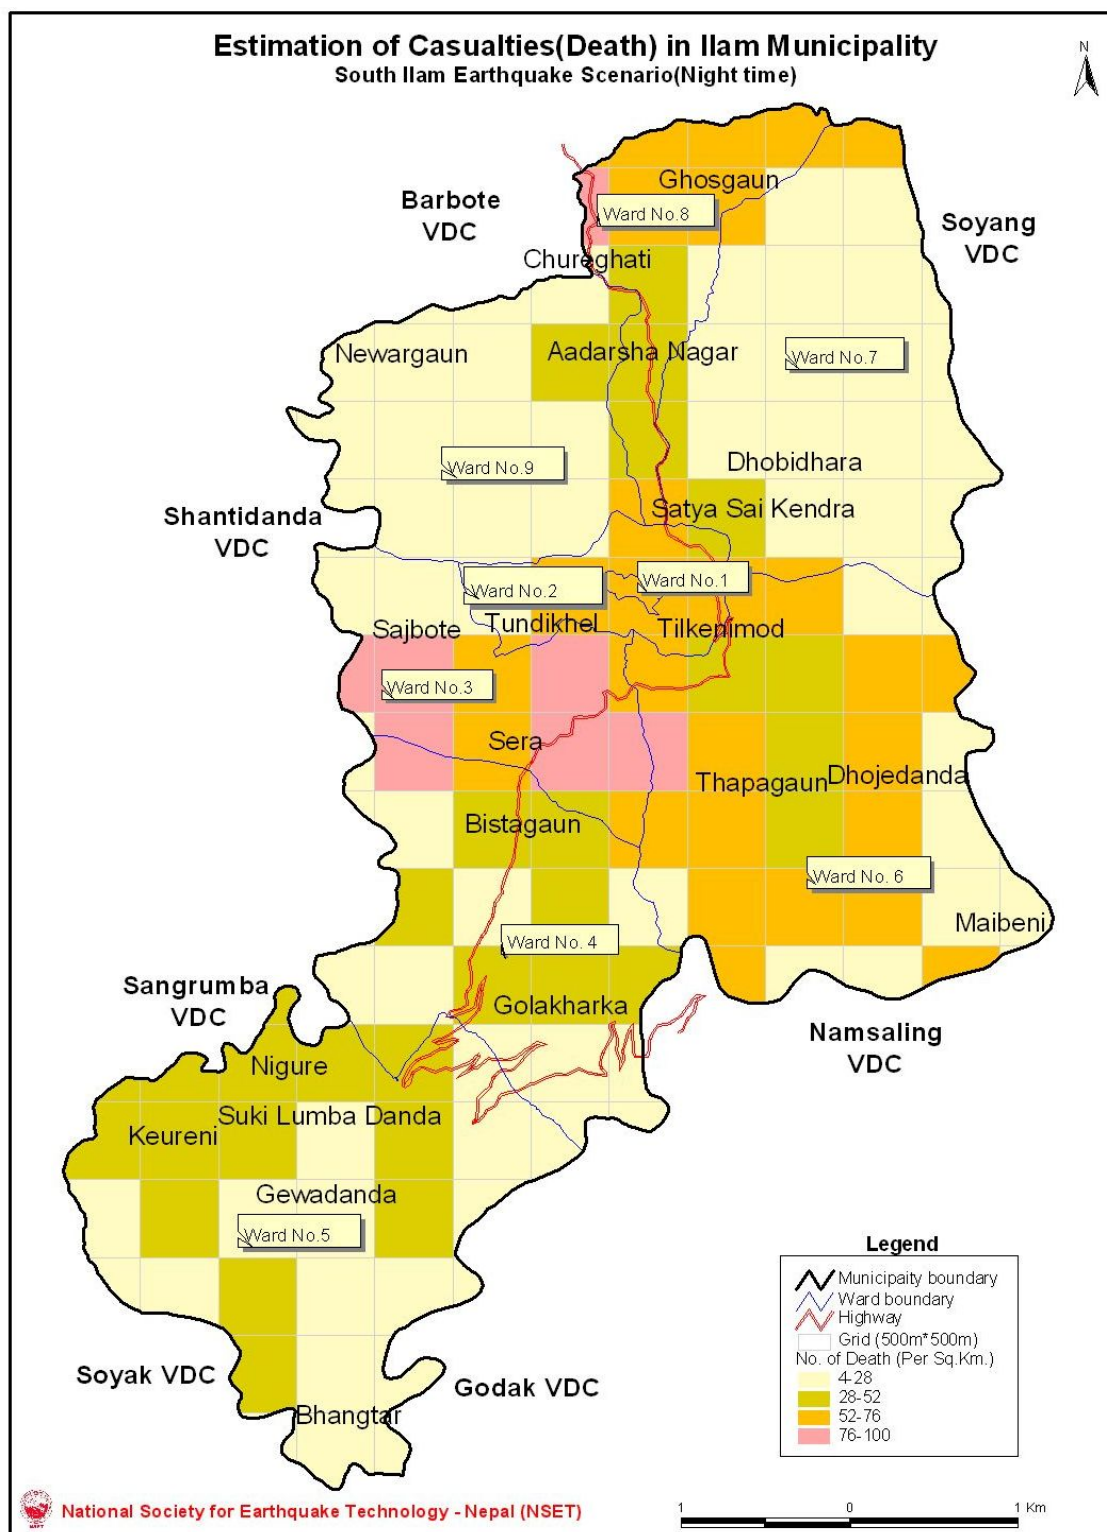 Estimation of Casualties(Death) in Ilam Municipality
South Ilam Earthquake Scenario(Night time)
N
Ghosgaun
Barbote
VDC
Ward No.8
Soyang
VDC
Chureghati
Newargaun
Aadarsha Nagar
Ward No.7
Ward No.9
Dhobidhara
Shantidanda
VDC
Satya Sai Kendra
Ward No.2
Ward No.1
Sajbote
Tundikhel
Tilkenimod
Ward No.3
Sera
Thapagaun
Dhojedanda
Bistagaun
Ward No. 6
Maibeni
Ward No. 4
Sangrumba
VDC
Golakharka
Namsaling
VDC
Nigure
Suki Lumba Danda
Keureni
Gewadanda
Ward No.5
Soyak VDC
Godak VDC
Bhangtar
Legend
Municipaity boundary
Ward boundary
Highway
Grid (500m*500m)
No. of Death (Per Sq.Km.)
4-28
28-52
52-76
76-100
NSET
National Society for Earthquake Technology - Nepal (NSET)
1 0 1 Km